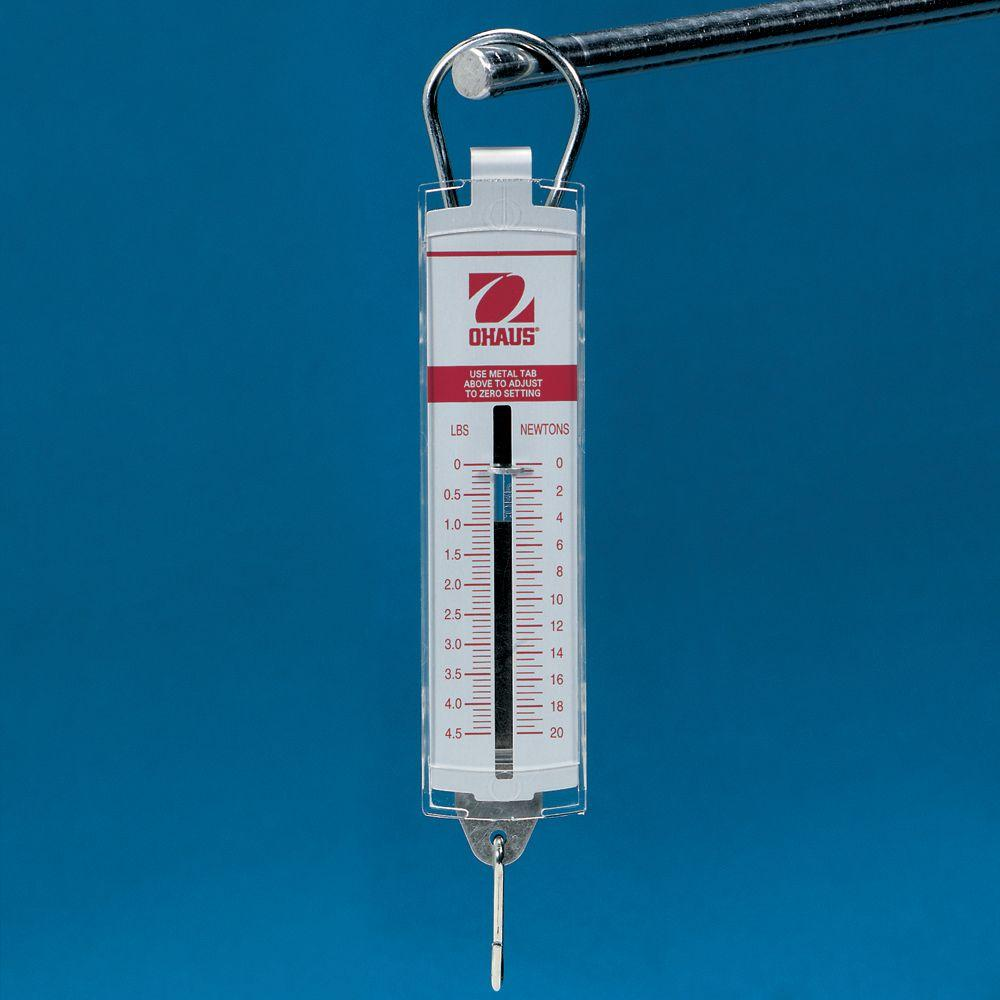 OHAUS®
USE METAL TAB
ABOVE TO ADJUST
TO ZERO SETTING
LBS NEWTONS
0 0
0.5 2
1.0 4
1.5 6
2.0 8
2.5 10
3.0 12
3.5 14
4.0 16
4.5 18
20